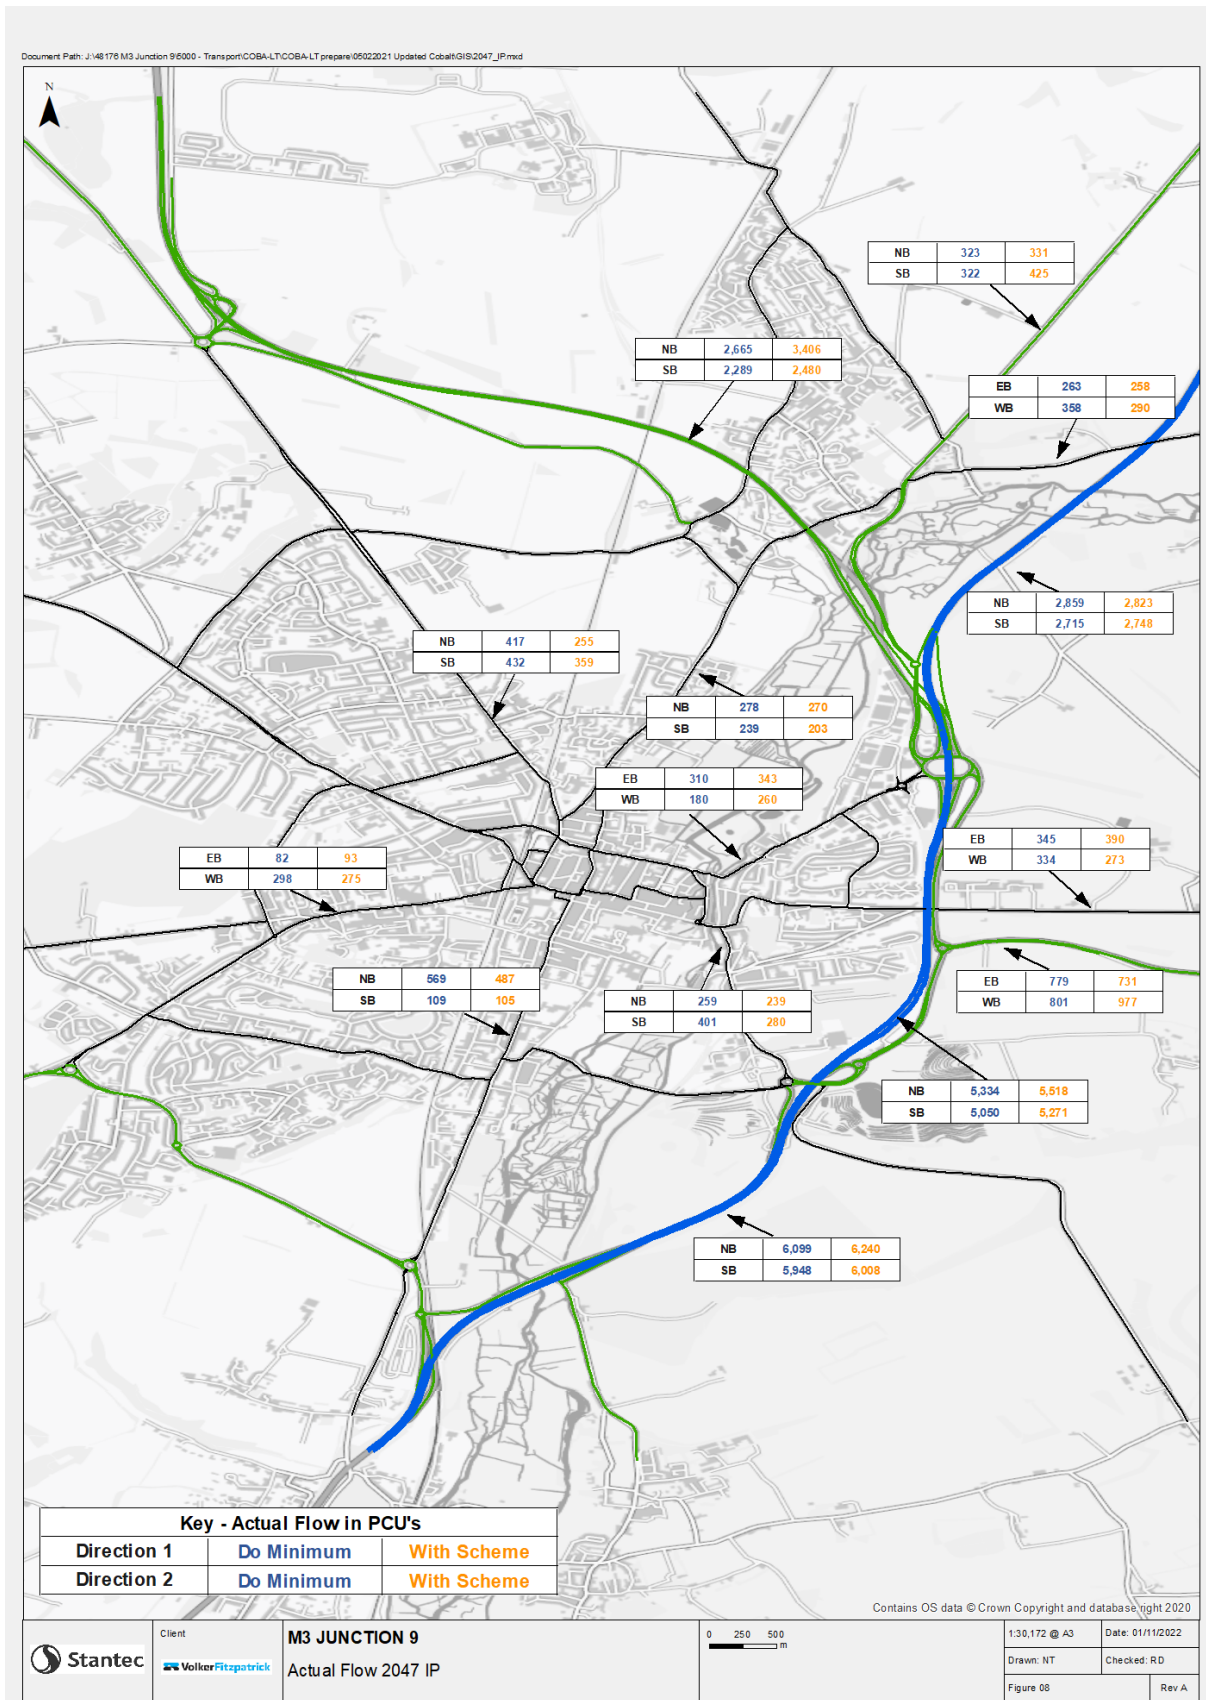 Document Path: J:\48176 M3 Junction 9\5000 - Transport\COBA-LT\COBA-LT prepare\05022021 Updated Cobalt\GIS\2047_IP.mxd
N
NB 323 331
SB 322 425
NB 2,665 3,406
SB 2,289 2,480
EB 263 258
WB 358 290
NB 2,859 2,823
SB 2,715 2,748
NB 417 255
SB 432 359
NB 278 270
SB 239 203
EB 310 343
WB 180 260
EB 345 390
WB 334 273
EB 82 93
WB 298 275
NB 569 487
SB 109 105
NB 259 239
SB 401 280
EB 779 731
WB 801 977
NB 5,334 5,518
SB 5,050 5,271
NB 6,099 6,240
SB 5,948 6,008
Key - Actual Flow in PCU's
Direction 1 Do Minimum With Scheme
Direction 2 Do Minimum With Scheme
Contains OS data © Crown Copyright and database right 2020
Stantec
Client
VolkerFitzpatrick
M3 JUNCTION 9
Actual Flow 2047 IP
0 250 500
m
1:30,172 @ A3 Date: 01/11/2022
Drawn: NT Checked: RD
Figure 08 Rev A